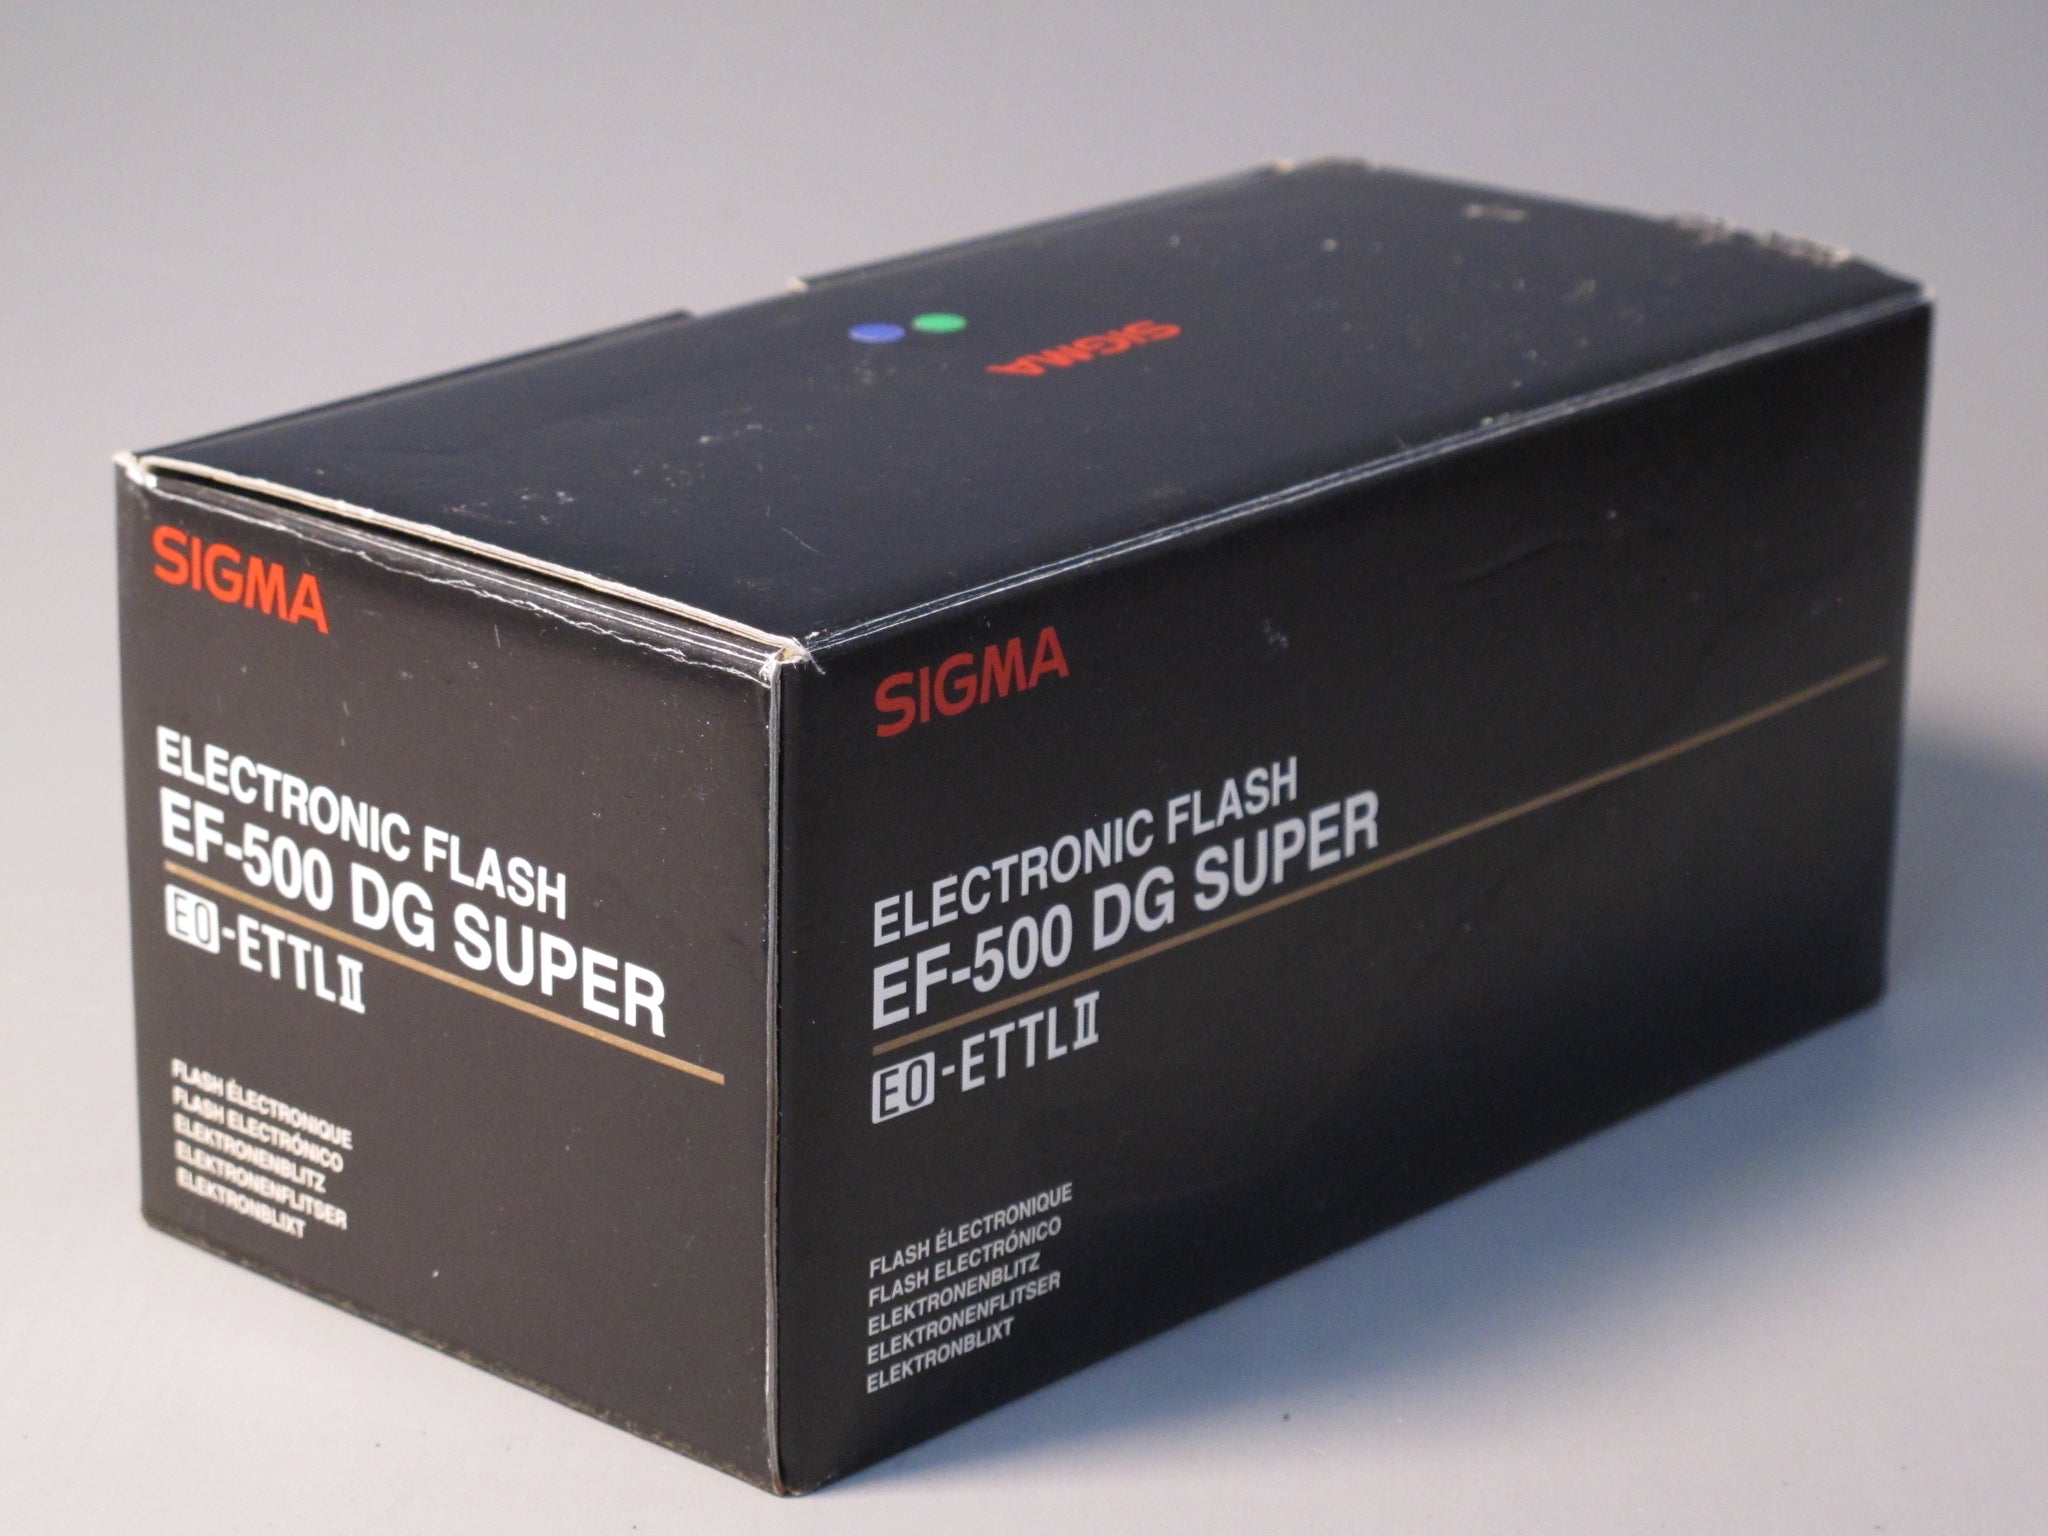 SIGMA
SIGMA
ELECTRONIC FLASH
EF-500 DG SUPER
EO-ETTL II
FLASH ÉLECTRONIQUE
FLASH ELECTRÓNICO
ELEKTRONENBLITZ
ELEKTRONENFLITSER
ELEKTRONBLIXT
SIGMA
ELECTRONIC FLASH
EF-500 DG SUPER
EO-ETTL II
FLASH ÉLECTRONIQUE
FLASH ELECTRÓNICO
ELEKTRONENBLITZ
ELEKTRONENFLITSER
ELEKTRONBLIXT